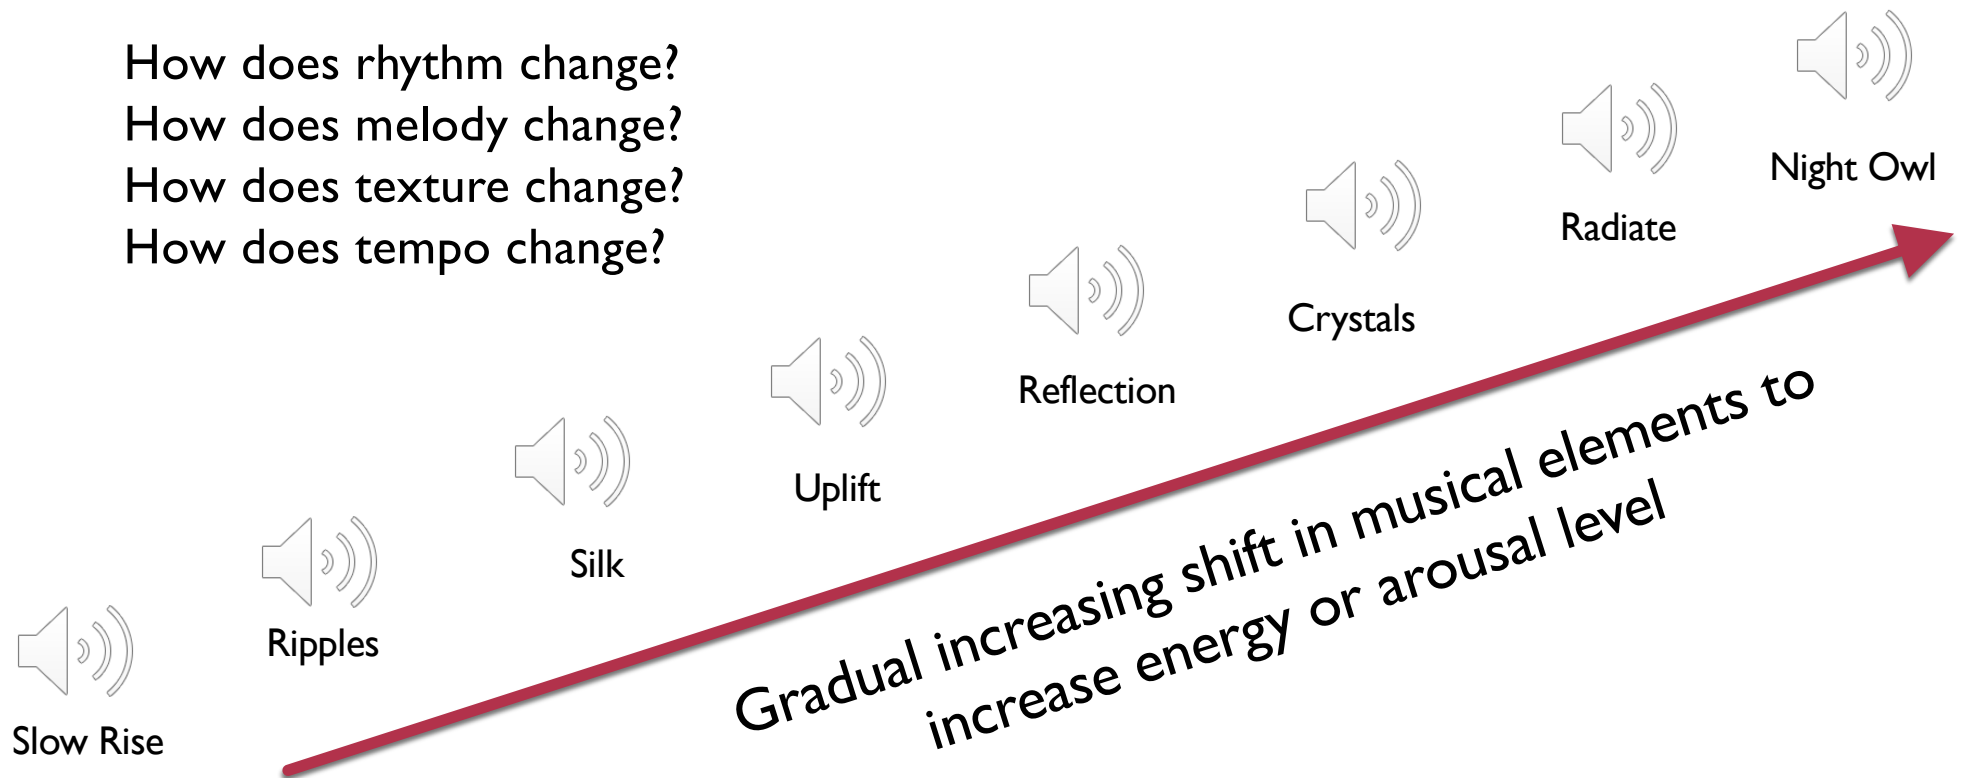 How does rhythm change?
How does melody change?
How does texture change?
How does tempo change?
Night Owl
Radiate
Crystals
Reflection
Uplift
Silk
Ripples
Slow Rise
Gradual increasing shift in musical elements to
increase energy or arousal level